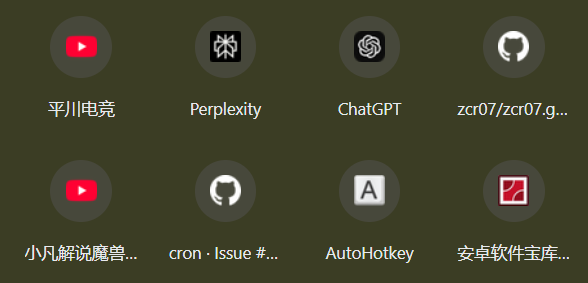 平川电竞
Perplexity
ChatGPT
zcr07/zcr07.g...
小凡解说魔兽...
cron · Issue #...
AutoHotkey
安卓软件宝库...